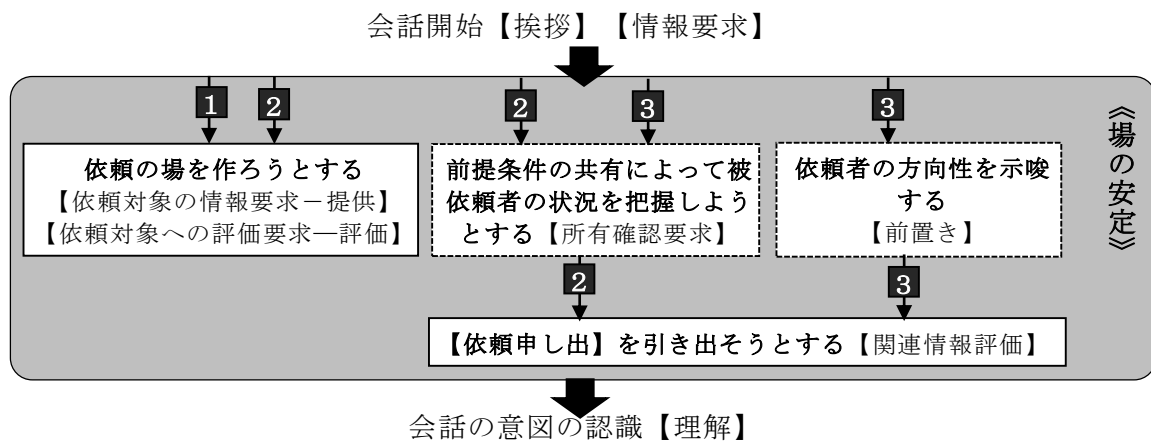 会話開始【挨拶】【情報要求】
1
2
2
3
3
依頼の場を作ろうとする
【依頼対象の情報要求－提供】
【依頼対象への評価要求―評価】
前提条件の共有によって被
依頼者の状況を把握しよう
とする【所有確認要求】
依頼者の方向性を示唆
する
【前置き】
《場の安定》
2
3
【依頼申し出】を引き出そうとする【関連情報評価】
会話の意図の認識【理解】